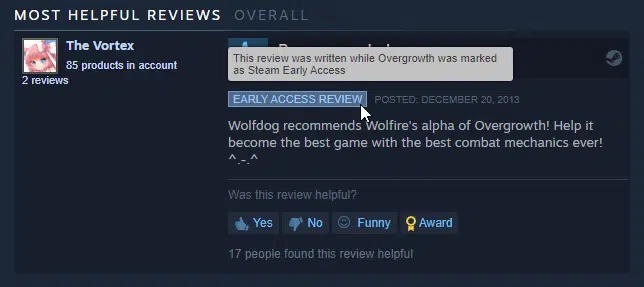 MOST HELPFUL REVIEWS OVERALL
The Vortex
85 products in account
2 reviews
This review was written while Overgrowth was marked
as Steam Early Access
EARLY ACCESS REVIEW POSTED: DECEMBER 20, 2013
Wolfdog recommends Wolfire's alpha of Overgrowth! Help it
become the best game with the best combat mechanics ever!
^.-.^
Was this review helpful?
Yes No Funny Award
17 people found this review helpful